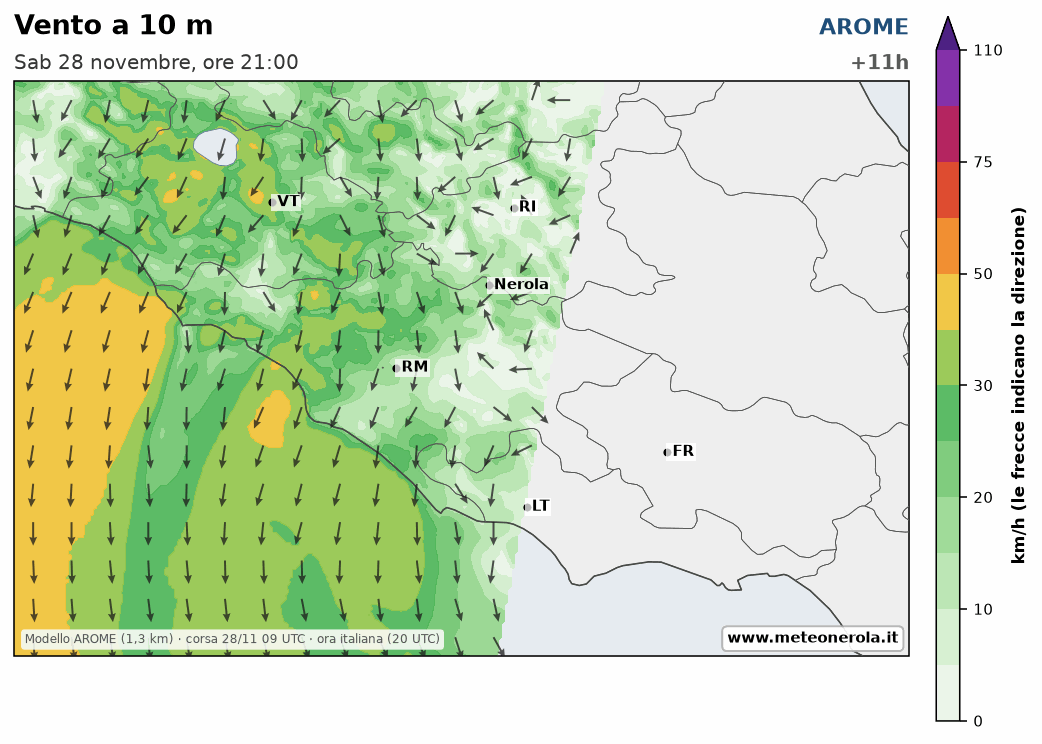 Vento a 10 m
AROME
Sab 28 novembre, ore 21:00
+11h
VT
RI
Nerola
RM
FR
LT
Modello AROME (1,3 km) · corsa 28/11 09 UTC · ora italiana (20 UTC)
www.meteonerola.it
110
75
50
30
20
10
0
km/h (le frecce indicano la direzione)